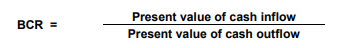 BCR = Present value of cash inflow
Present value of cash outflow